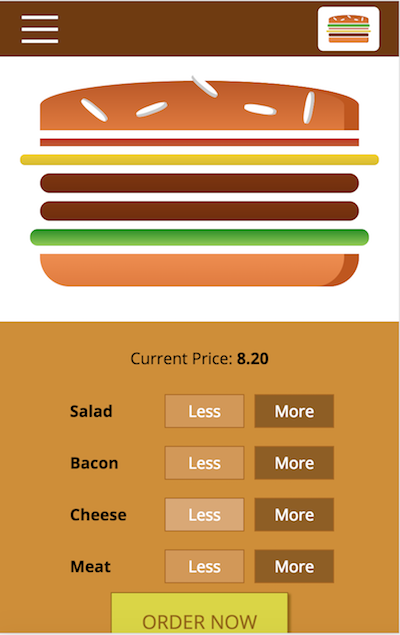 Current Price: 8.20
Salad Less More
Bacon Less More
Cheese Less More
Meat Less More
ORDER NOW